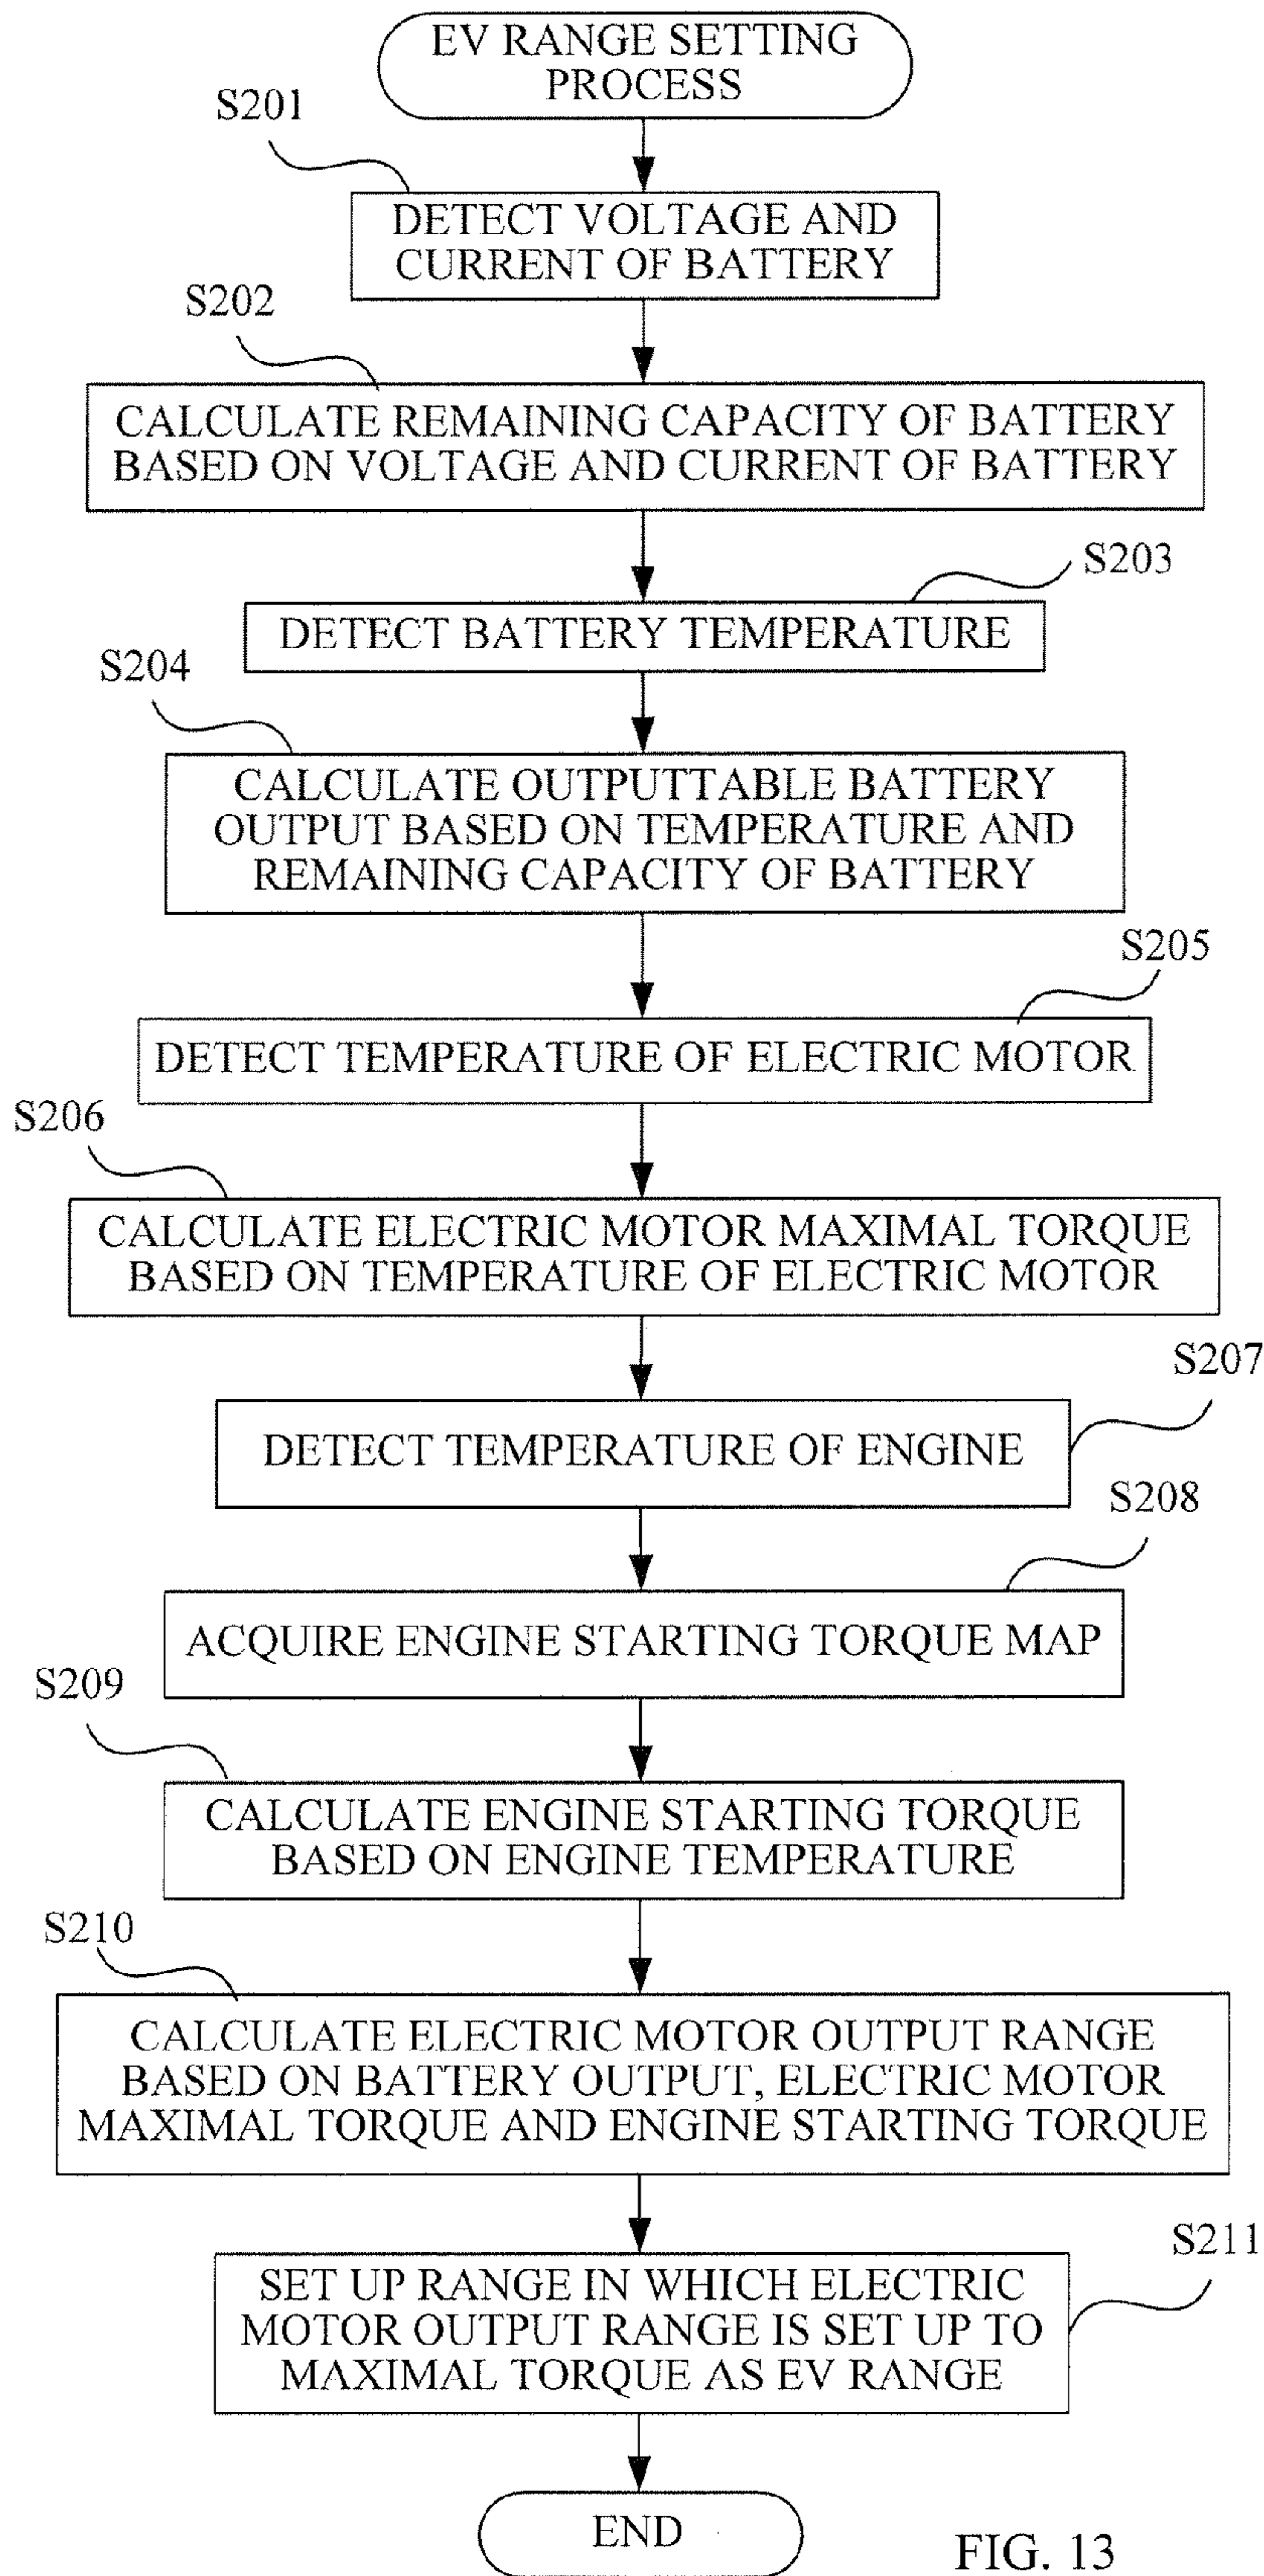 EV RANGE SETTING
PROCESS
S201
DETECT VOLTAGE AND
CURRENT OF BATTERY
S202
CALCULATE REMAINING CAPACITY OF BATTERY
BASED ON VOLTAGE AND CURRENT OF BATTERY
S203
DETECT BATTERY TEMPERATURE
S204
CALCULATE OUTPUTTABLE BATTERY
OUTPUT BASED ON TEMPERATURE AND
REMAINING CAPACITY OF BATTERY
S205
DETECT TEMPERATURE OF ELECTRIC MOTOR
S206
CALCULATE ELECTRIC MOTOR MAXIMAL TORQUE
BASED ON TEMPERATURE OF ELECTRIC MOTOR
S207
DETECT TEMPERATURE OF ENGINE
S208
ACQUIRE ENGINE STARTING TORQUE MAP
S209
CALCULATE ENGINE STARTING TORQUE
BASED ON ENGINE TEMPERATURE
S210
CALCULATE ELECTRIC MOTOR OUTPUT RANGE
BASED ON BATTERY OUTPUT, ELECTRIC MOTOR
MAXIMAL TORQUE AND ENGINE STARTING TORQUE
S211
SET UP RANGE IN WHICH ELECTRIC
MOTOR OUTPUT RANGE IS SET UP TO
MAXIMAL TORQUE AS EV RANGE
END
FIG. 13